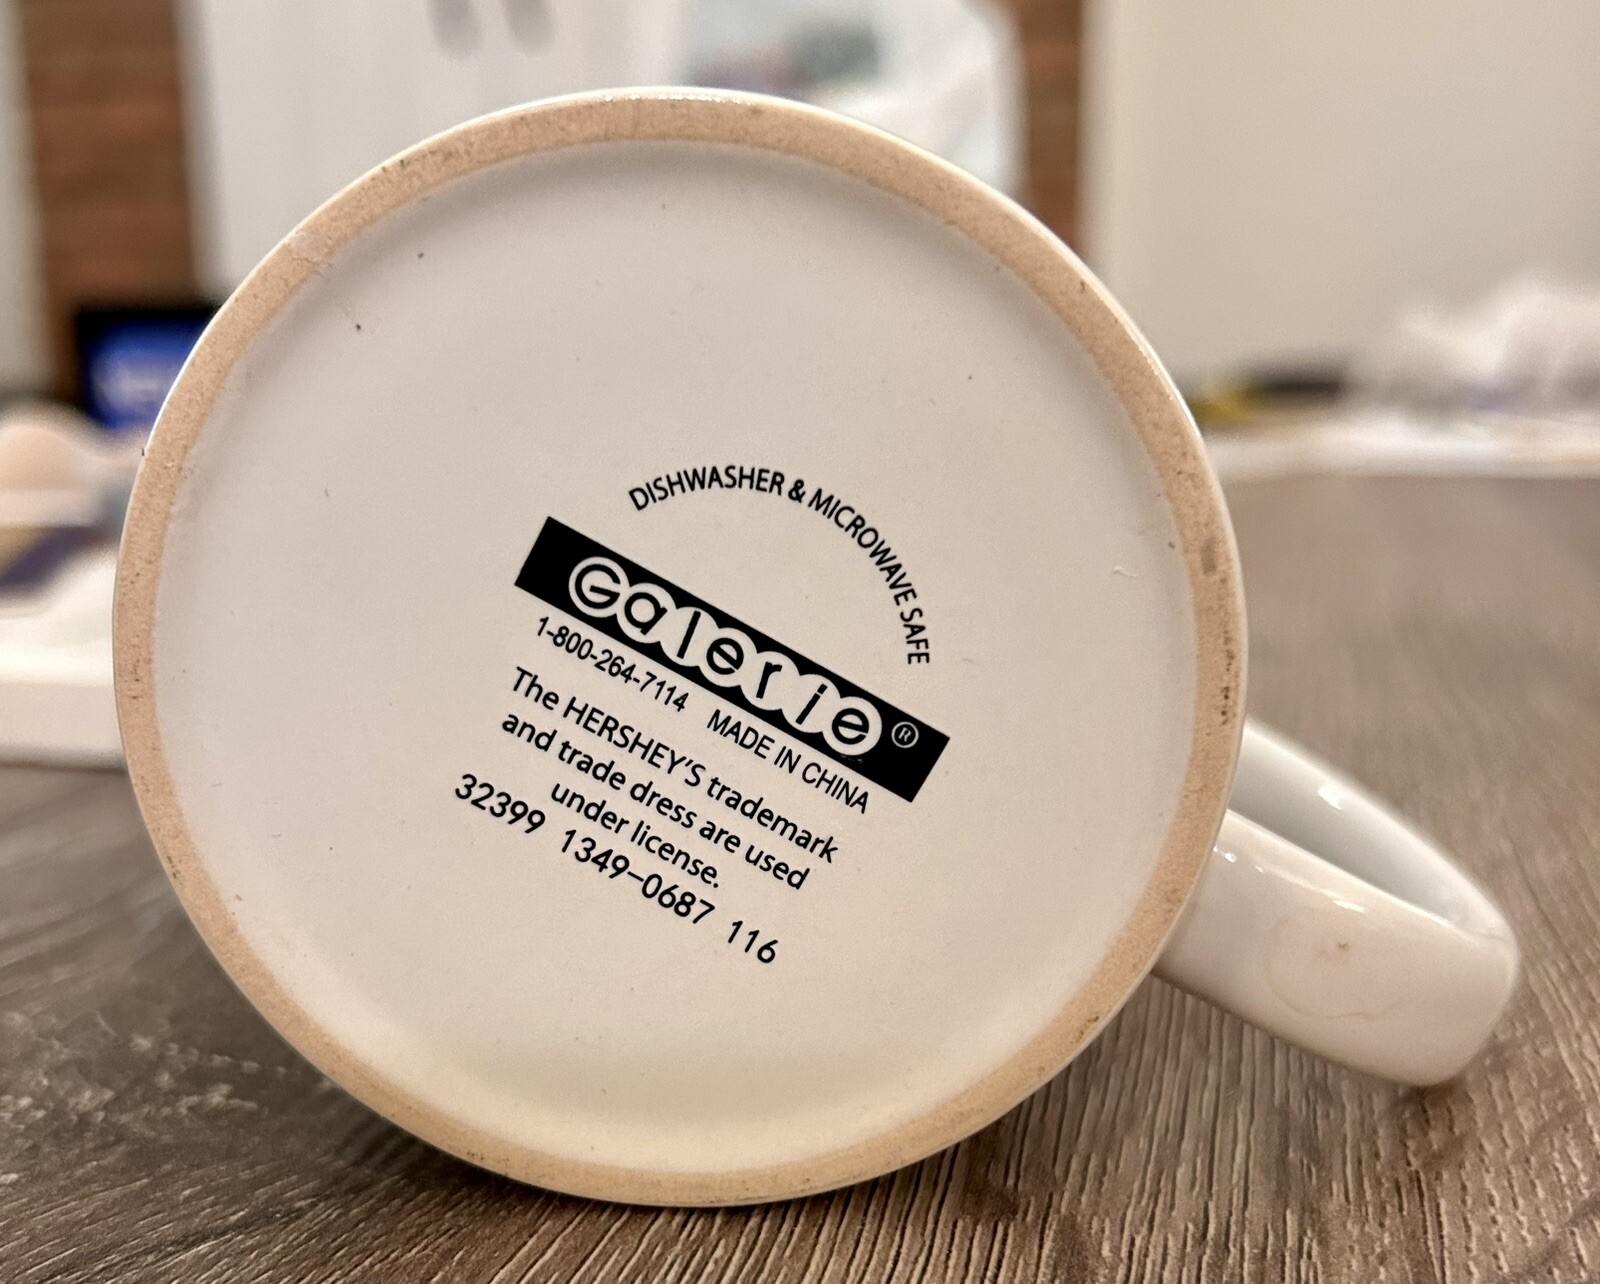 DISHWASHER & MICROWAVE SAFE
Galerie®
1-800-264-7114 MADE IN CHINA
The HERSHEY'S trademark
and trade dress are used
under license.
32399 1349-0687 116